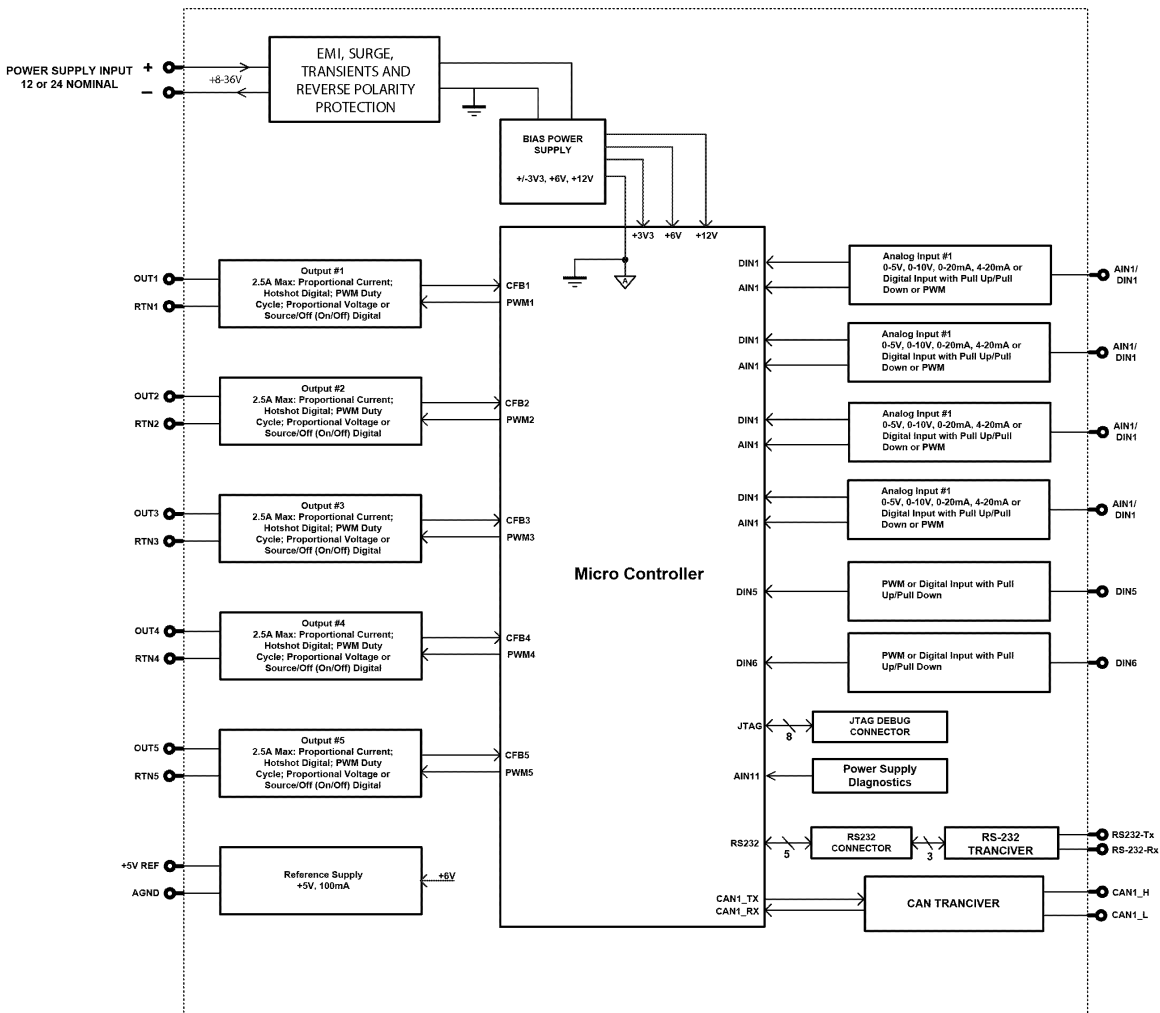 POWER SUPPLY INPUT
12 or 24 NOMINAL
+
−
+8-36V
EMI, SURGE,
TRANSIENTS AND
REVERSE POLARITY
PROTECTION
BIAS POWER
SUPPLY
+/-3V3, +6V, +12V
+3V3
+6V
+12V
A
OUT1
RTN1
Output #1
2.5A Max: Proportional Current;
Hotshot Digital; PWM Duty
Cycle; Proportional Voltage or
Source/Off (On/Off) Digital
CFB1
PWM1
OUT2
RTN2
Output #2
2.5A Max: Proportional Current;
Hotshot Digital; PWM Duty
Cycle; Proportional Voltage or
Source/Off (On/Off) Digital
CFB2
PWM2
OUT3
RTN3
Output #3
2.5A Max: Proportional Current;
Hotshot Digital; PWM Duty
Cycle; Proportional Voltage or
Source/Off (On/Off) Digital
CFB3
PWM3
OUT4
RTN4
Output #4
2.5A Max: Proportional Current;
Hotshot Digital; PWM Duty
Cycle; Proportional Voltage or
Source/Off (On/Off) Digital
CFB4
PWM4
OUT5
RTN5
Output #5
2.5A Max: Proportional Current;
Hotshot Digital; PWM Duty
Cycle; Proportional Voltage or
Source/Off (On/Off) Digital
CFB5
PWM5
+5V REF
AGND
Reference Supply
+5V, 100mA
+6V
Micro Controller
DIN1
AIN1
Analog Input #1
0-5V, 0-10V, 0-20mA, 4-20mA or
Digital Input with Pull Up/Pull
Down or PWM
AIN1/
DIN1
DIN1
AIN1
Analog Input #1
0-5V, 0-10V, 0-20mA, 4-20mA or
Digital Input with Pull Up/Pull
Down or PWM
AIN1/
DIN1
DIN1
AIN1
Analog Input #1
0-5V, 0-10V, 0-20mA, 4-20mA or
Digital Input with Pull Up/Pull
Down or PWM
AIN1/
DIN1
DIN1
AIN1
Analog Input #1
0-5V, 0-10V, 0-20mA, 4-20mA or
Digital Input with Pull Up/Pull
Down or PWM
AIN1/
DIN1
DIN5
PWM or Digital Input with Pull
Up/Pull Down
DIN5
DIN6
PWM or Digital Input with Pull
Up/Pull Down
DIN6
JTAG
8
JTAG DEBUG
CONNECTOR
AIN11
Power Supply
Diagnostics
RS232
5
RS232
CONNECTOR
3
RS-232
TRANCIVER
RS232-Tx
RS-232-Rx
CAN1_TX
CAN1_RX
CAN TRANCIVER
CAN1_H
CAN1_L